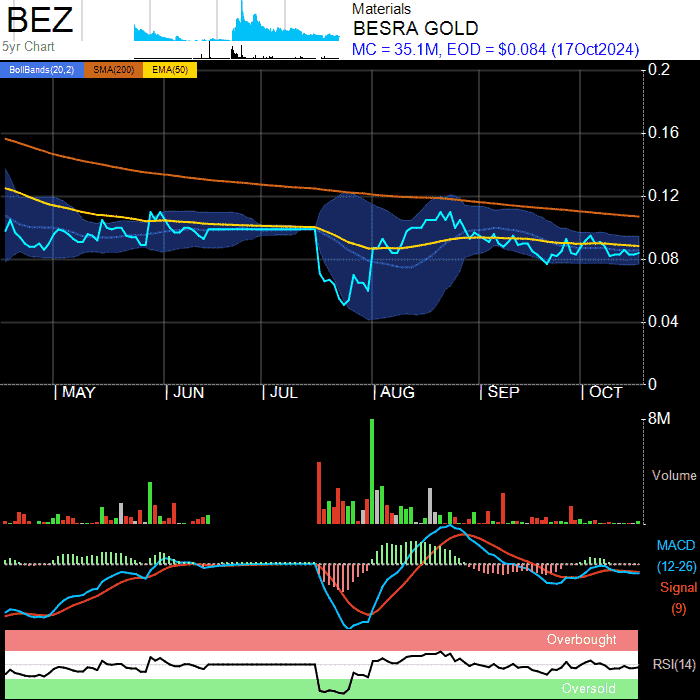 BEZ
5yr Chart
Materials
BESRA GOLD
MC = 35.1M, EOD = $0.084 (17Oct2024)
BollBands(20,2) SMA(200) EMA(50)
0.2
0.16
0.12
0.08
0.04
0
MAY JUN JUL AUG SEP OCT
8M
Volume
MACD
(12-26)
Signal
(9)
Overbought
RSI(14)
Oversold